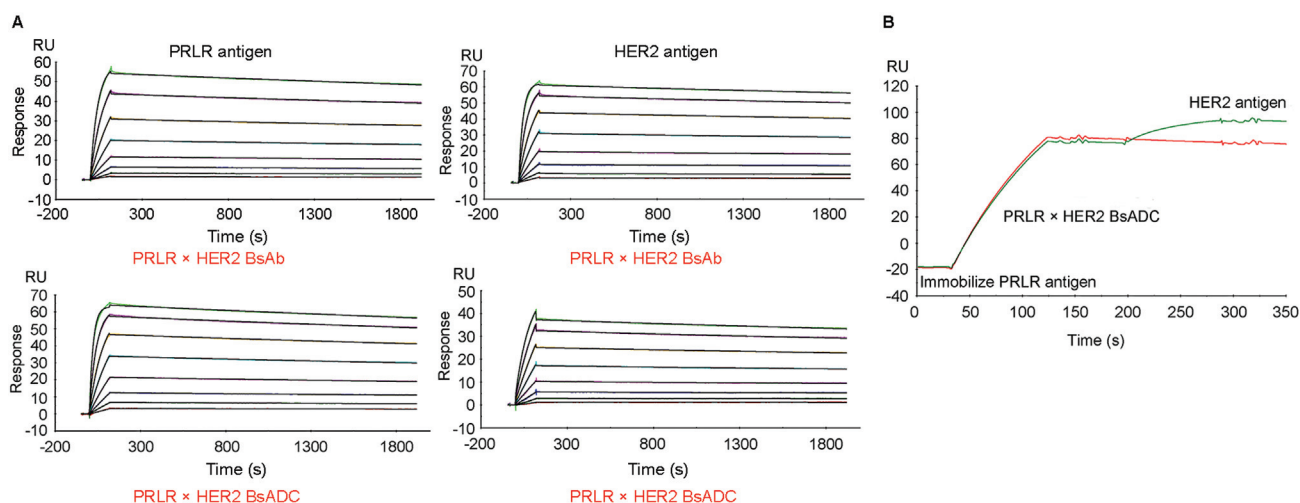 A
RU
PRLR antigen
60
50
40
30
20
10
0
-10
-200 300 800 1300 1800
Response
Time (s)
PRLR × HER2 BsAb
RU
HER2 antigen
70
60
50
40
30
20
10
0
-10
-200 300 800 1300 1800
Response
Time (s)
PRLR × HER2 BsAb
RU
70
60
50
40
30
20
10
0
-10
-200 300 800 1300 1800
Response
Time (s)
PRLR × HER2 BsADC
RU
50
40
30
20
10
0
-10
-200 300 800 1300 1800
Response
Time (s)
PRLR × HER2 BsADC
B
RU
120
100
80
60
40
20
0
-20
-40
HER2 antigen
PRLR × HER2 BsADC
Immobilize PRLR antigen
0 50 100 150 200 250 300 350
Time (s)